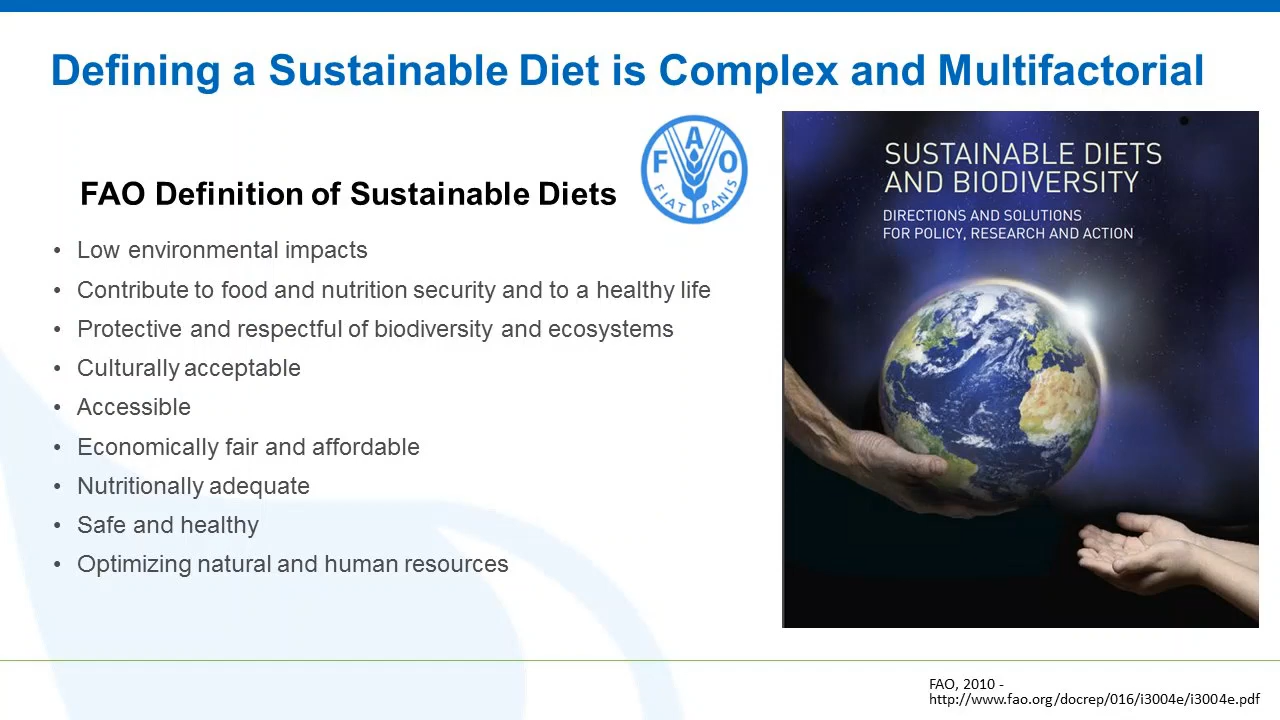 Defining a Sustainable Diet is Complex and Multifactorial
FAO Definition of Sustainable Diets
F A O
FIAT PANIS
• Low environmental impacts
• Contribute to food and nutrition security and to a healthy life
• Protective and respectful of biodiversity and ecosystems
• Culturally acceptable
• Accessible
• Economically fair and affordable
• Nutritionally adequate
• Safe and healthy
• Optimizing natural and human resources
SUSTAINABLE DIETS
AND BIODIVERSITY
DIRECTIONS AND SOLUTIONS
FOR POLICY, RESEARCH AND ACTION
FAO, 2010 -
http://www.fao.org/docrep/016/i3004e/i3004e.pdf